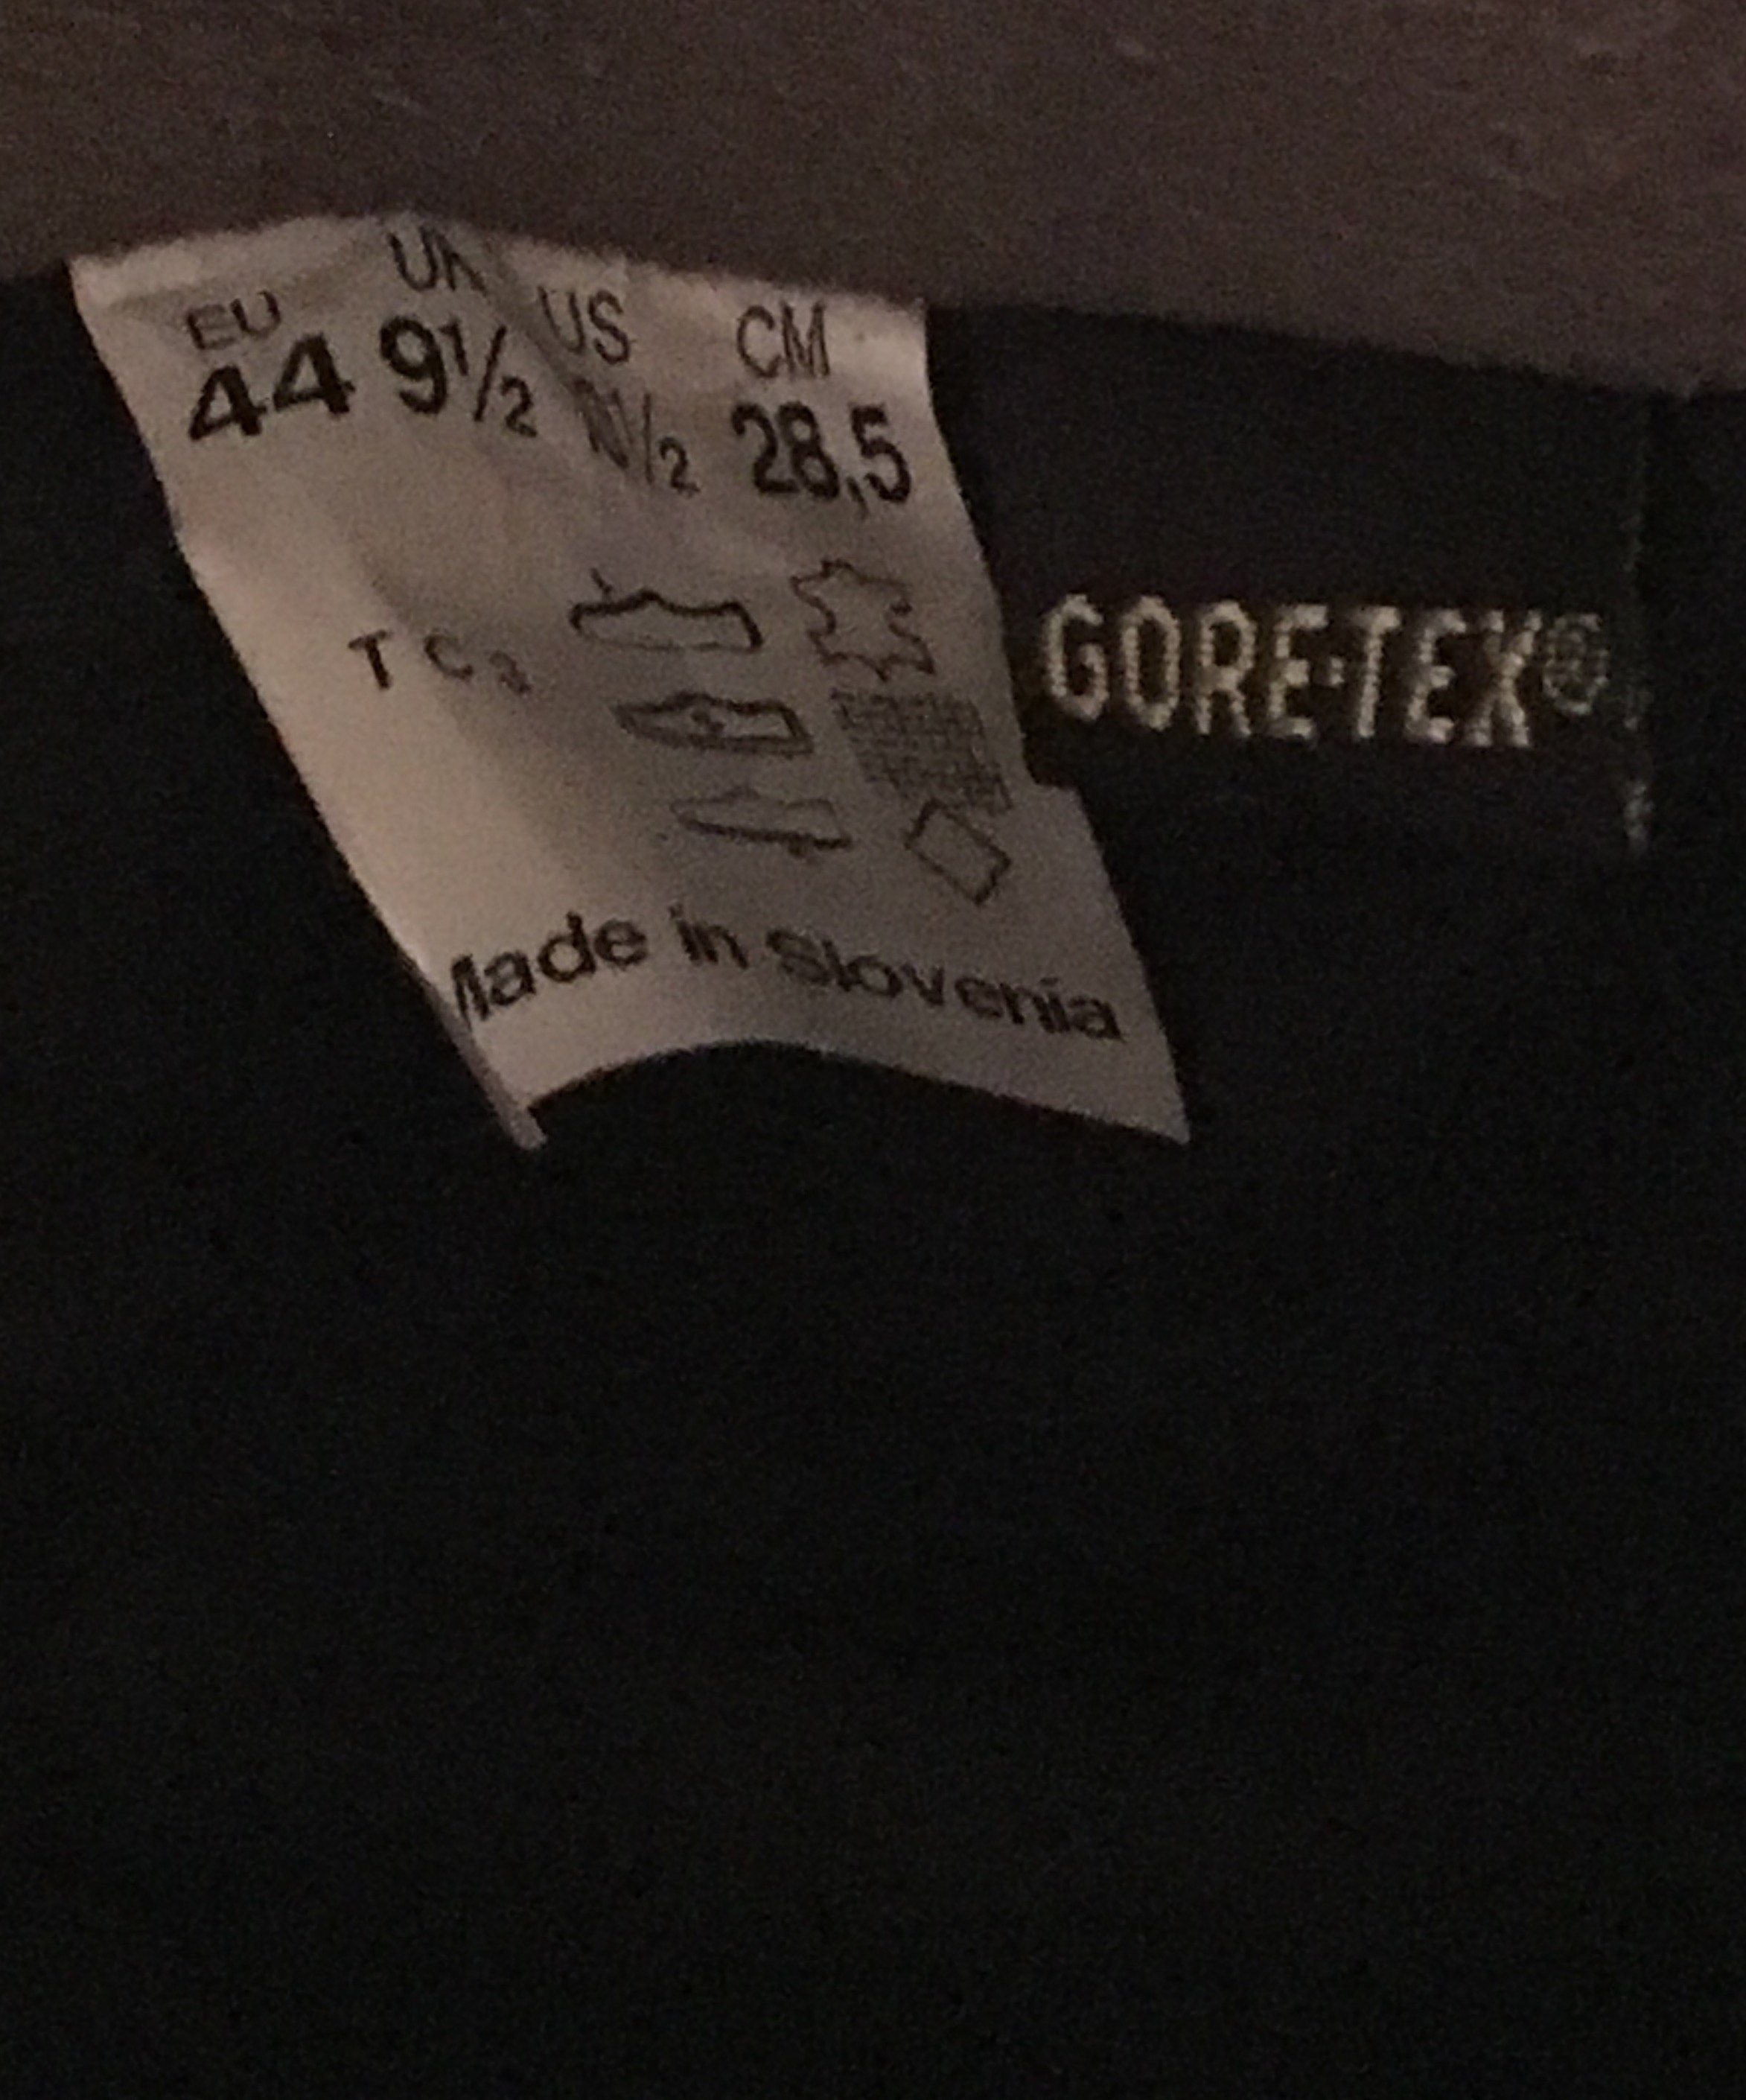 EU UK US CM
44 9½ 10½ 28,5
T C
GORE-TEX®
Made in Slovenia